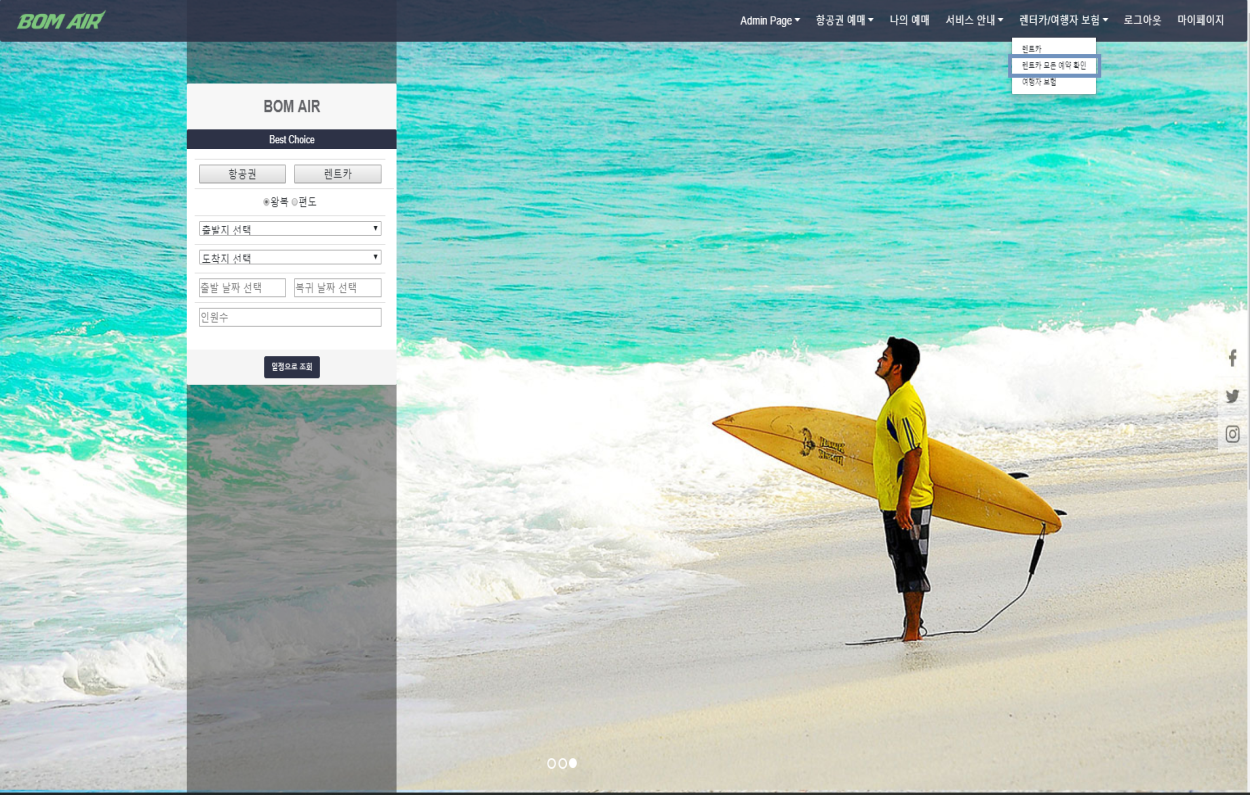 BOM AIR
Admin Page 항공권 예매 나의 예매 서비스 안내 렌터카/여행자 보험 로그아웃 마이페이지
렌트카
렌트카 모든 예약 확인
여행자 보험
BOM AIR
Best Choice
항공권 렌트카
왕복 편도
출발지 선택
도착지 선택
출발 날짜 선택 복귀 날짜 선택
인원수
일정으로 조회